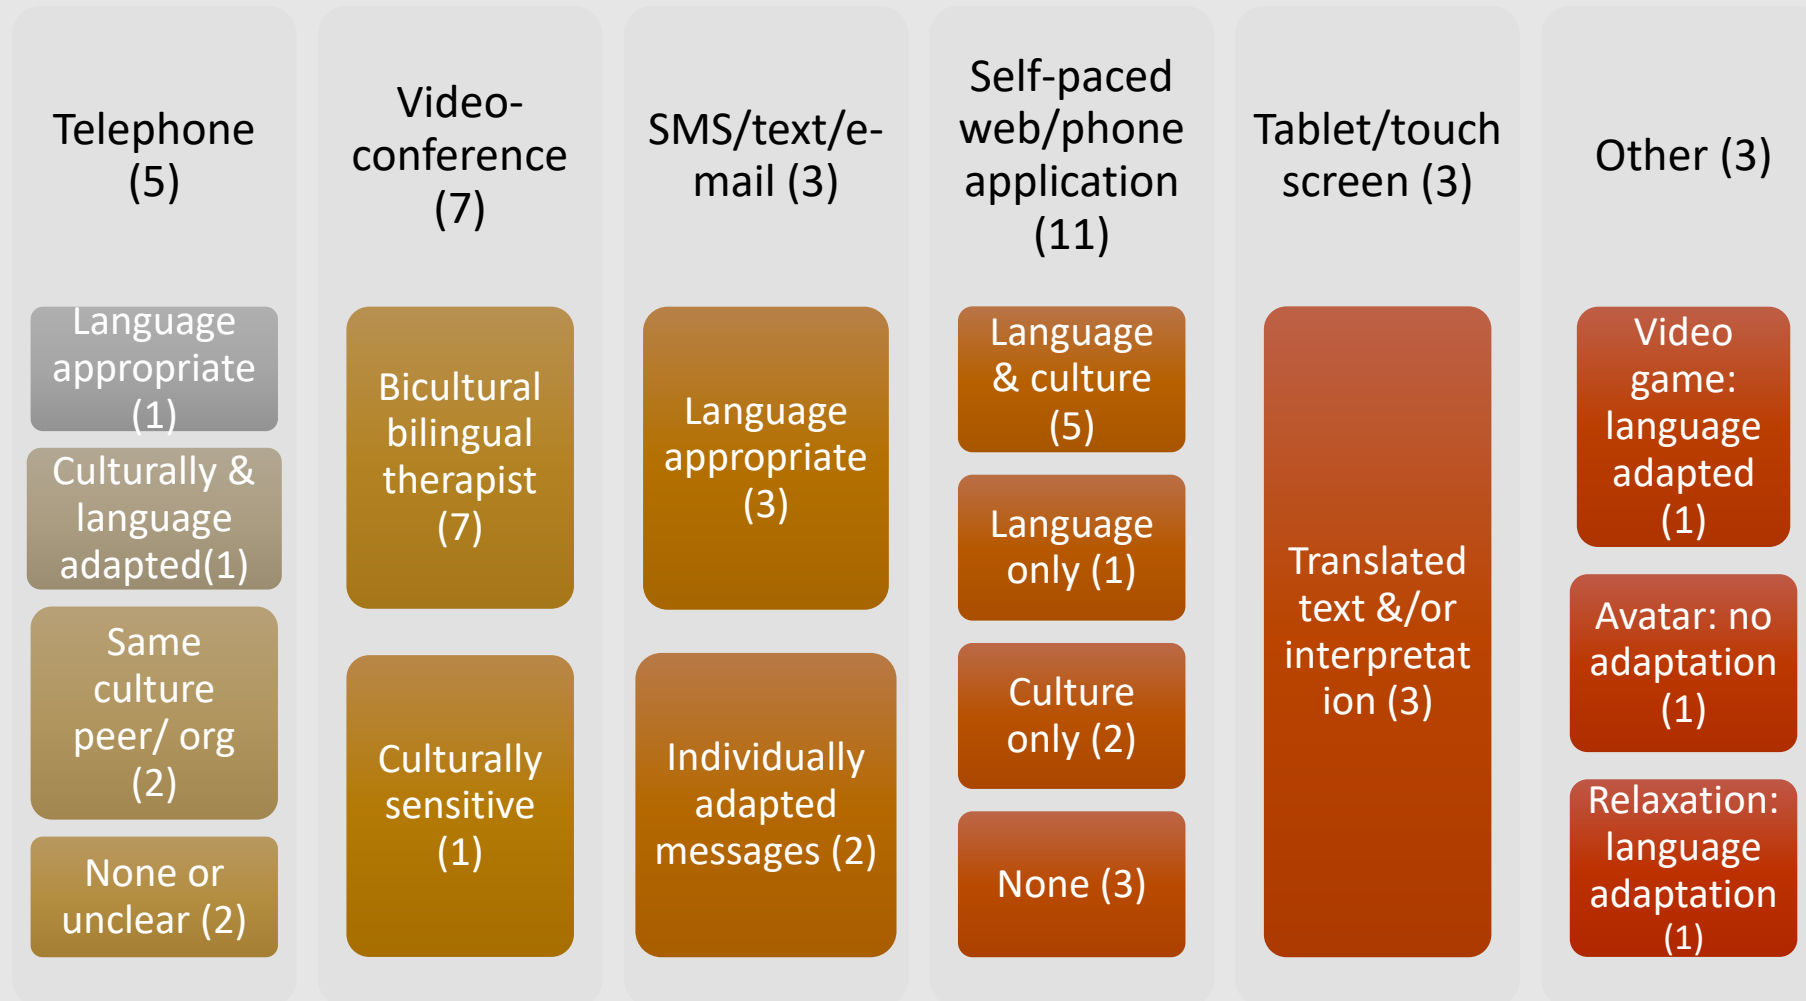 Telephone
(5)
Language
appropriate
(1)
Culturally &
language
adapted(1)
Same
culture
peer/ org
(2)
None or
unclear (2)
Video-
conference
(7)
Bicultural
bilingual
therapist
(7)
Culturally
sensitive
(1)
SMS/text/e-
mail (3)
Language
appropriate
(3)
Individually
adapted
messages (2)
Self-paced
web/phone
application
(11)
Language
& culture
(5)
Language
only (1)
Culture
only (2)
None (3)
Tablet/touch
screen (3)
Translated
text &/or
interpretat
ion (3)
Other (3)
Video
game:
language
adapted
(1)
Avatar: no
adaptation
(1)
Relaxation:
language
adaptation
(1)